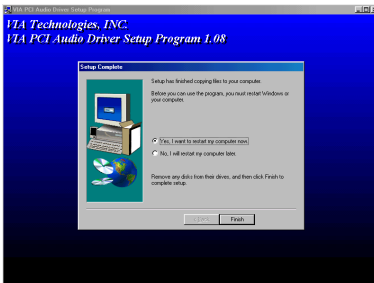 VIA PCI Audio Driver Setup Program
VIA Technologies, INC.
VIA PCI Audio Driver Setup Program 1.08
Setup Complete
Setup has finished copying files to your computer.
Before you can use the program, you must restart Windows or
your computer.
Yes, I want to restart my computer now.
No, I will restart my computer later.
Remove any disks from their drives, and then click Finish to
complete setup.
< Back
Finish